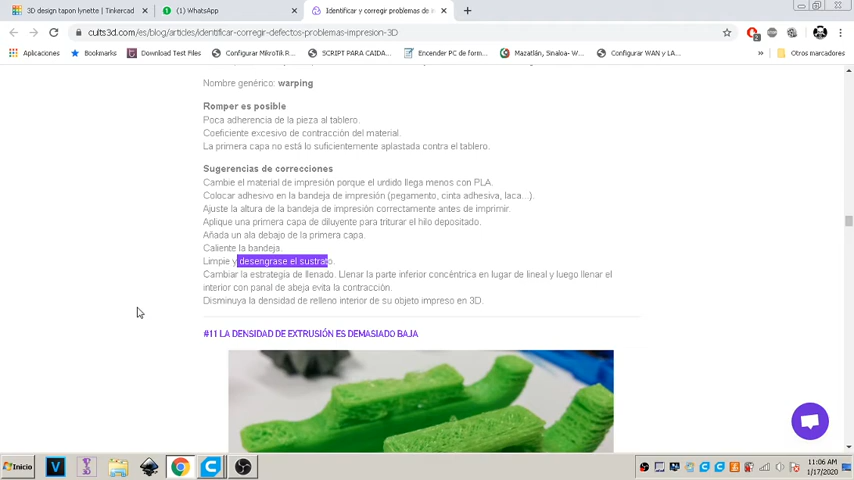 3D design tapon lynette | Tinkercad
(1) WhatsApp
Identificar y corregir problemas de i
cults3d.com/es/blog/articles/identificar-corregir-defectos-problemas-impresion-3D
Aplicaciones
Bookmarks
Download Test Files
Configurar MikroTiK R...
SCRIPT PARA CAIDA...
Encender PC de form...
Mazatlán, Sinaloa- W...
Configurar WAN y LA...
»
Otros marcadores
Nombre genérico: warping
Romper es posible
Poca adherencia de la pieza al tablero.
Coeficiente excesivo de contracción del material.
La primera capa no está lo suficientemente aplastada contra el tablero.
Sugerencias de correcciones
Cambie el material de impresión porque el urdido llega menos con PLA.
Colocar adhesivo en la bandeja de impresión (pegamento, cinta adhesiva, laca...).
Ajuste la altura de la bandeja de impresión correctamente antes de imprimir.
Aplique una primera capa de diluyente para triturar el hilo depositado.
Añada un ala debajo de la primera capa.
Caliente la bandeja.
Limpie y desengrase el sustrato.
Cambiar la estrategia de llenado. Llenar la parte inferior concéntrica en lugar de lineal y luego llenar el
interior con panal de abeja evita la contracción.
Disminuya la densidad de relleno interior de su objeto impreso en 3D.
#11 LA DENSIDAD DE EXTRUSIÓN ES DEMASIADO BAJA
Inicio
11:06 AM
1/17/2020